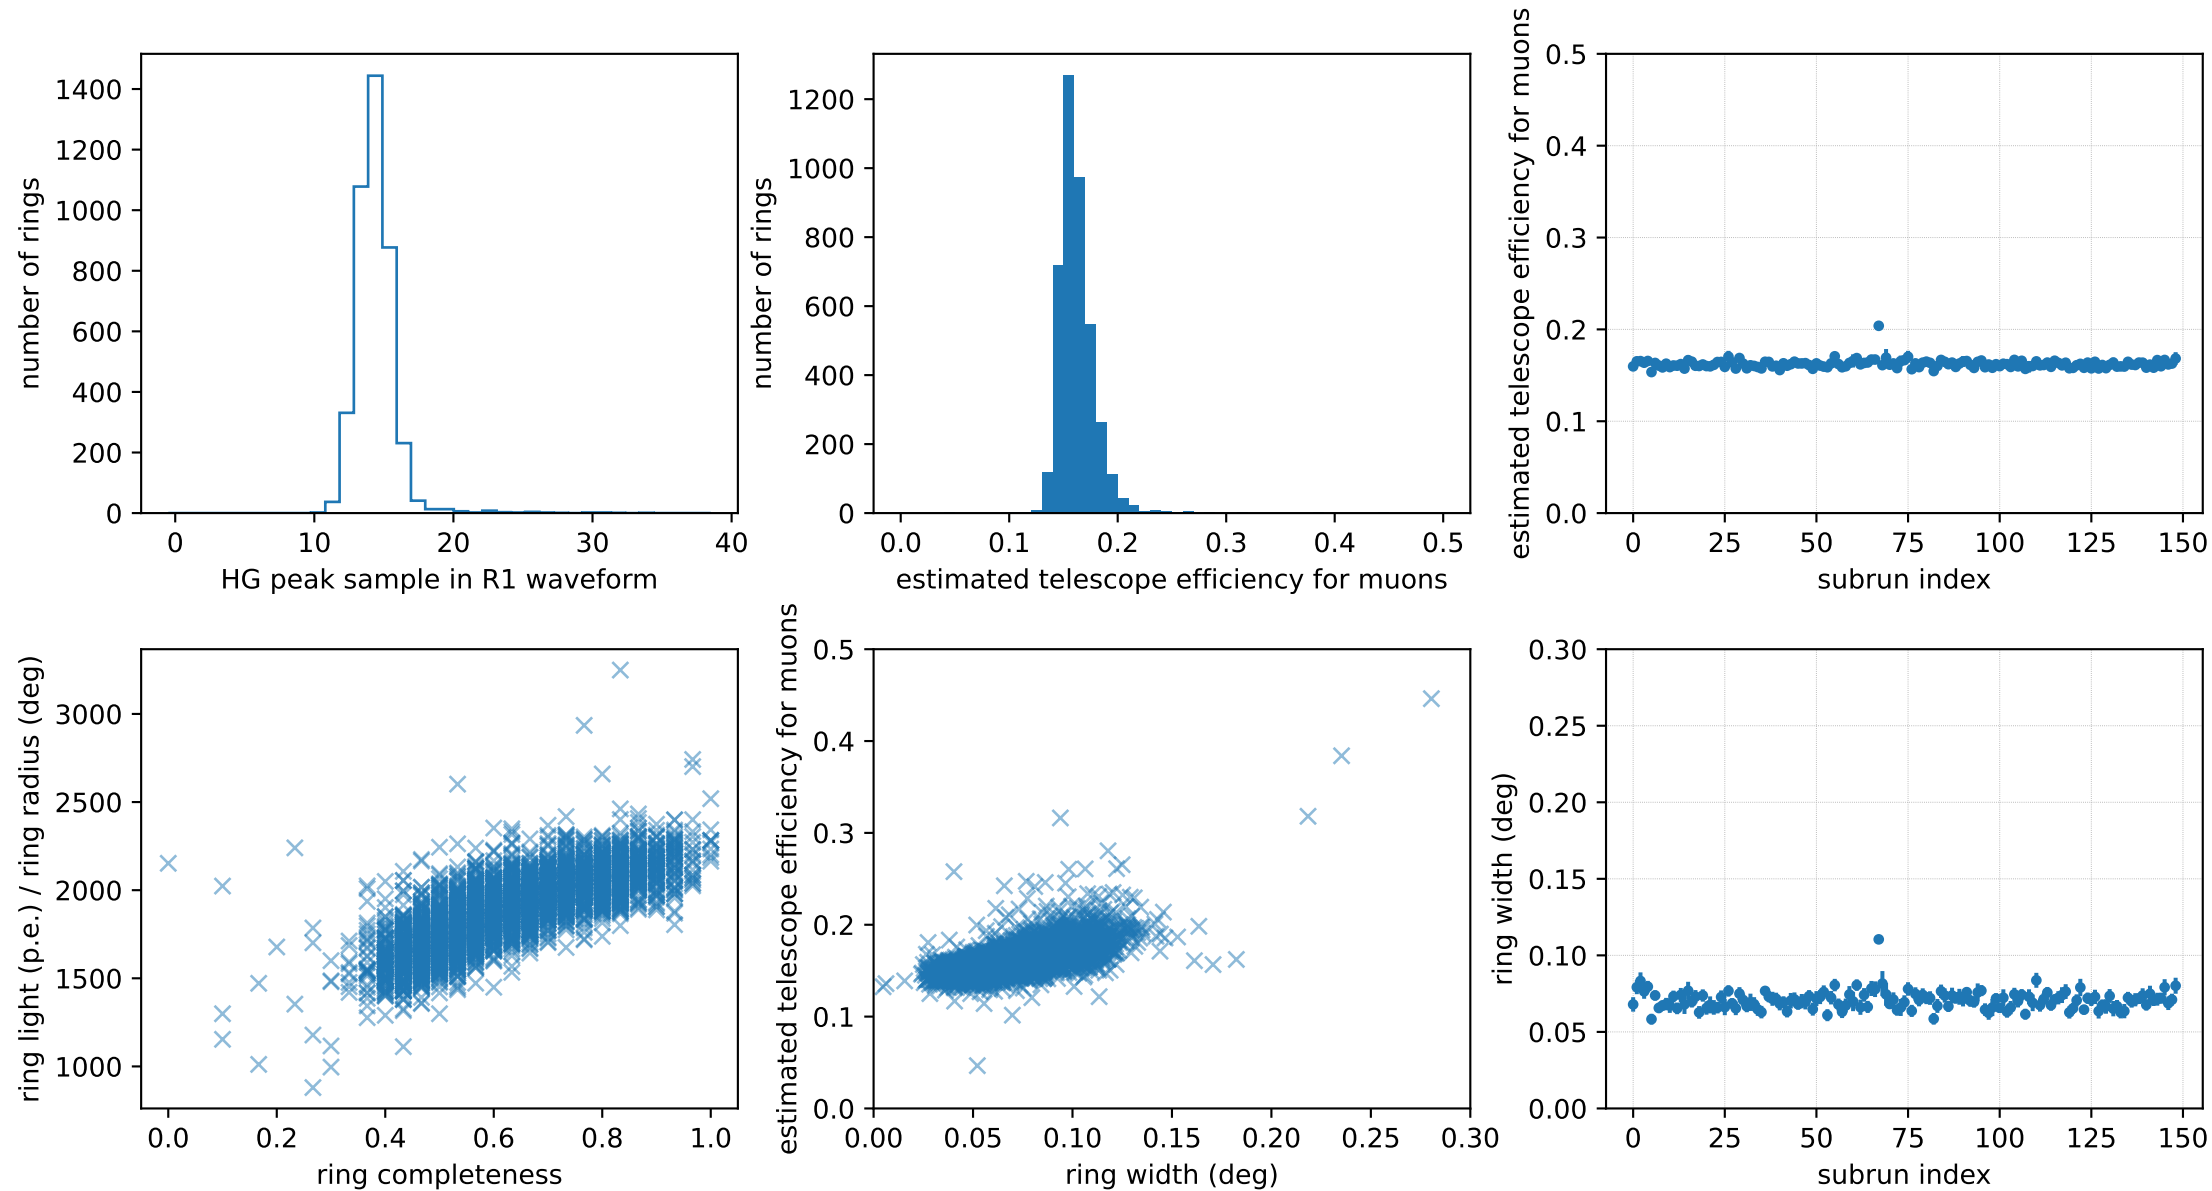 number of rings
1400
1200
1000
800
600
400
200
0
0 10 20 30 40
HG peak sample in R1 waveform
number of rings
1200
1000
800
600
400
200
0
0.0 0.1 0.2 0.3 0.4 0.5
estimated telescope efficiency for muons
estimated telescope efficiency for muons
0.5
0.4
0.3
0.2
0.1
0.0
0 25 50 75 100 125 150
subrun index
ring light (p.e.) / ring radius (deg)
3000
2500
2000
1500
1000
0.0 0.2 0.4 0.6 0.8 1.0
ring completeness
estimated telescope efficiency for muons
0.5
0.4
0.3
0.2
0.1
0.0
0.00 0.05 0.10 0.15 0.20 0.25 0.30
ring width (deg)
ring width (deg)
0.30
0.25
0.20
0.15
0.10
0.05
0.00
0 25 50 75 100 125 150
subrun index